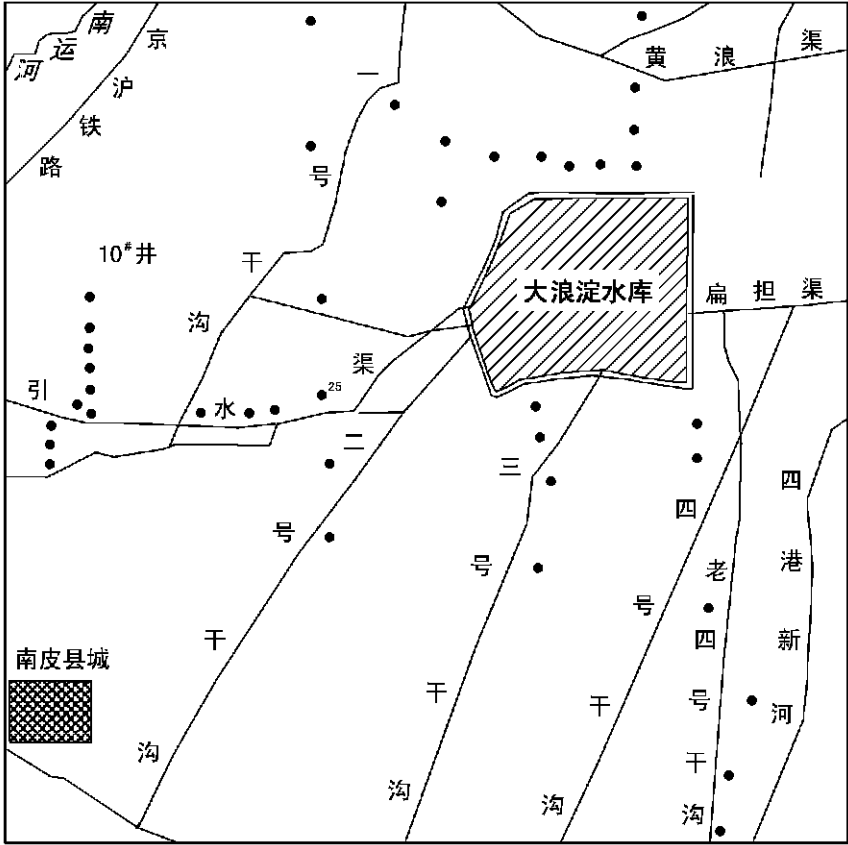 南运河
京沪铁路
一号干沟
黄浪渠
10#井
大浪淀水库
扁担渠
引水渠
25
二号干沟
三号干沟
四号干沟
老四号干沟
四港新河
南皮县城